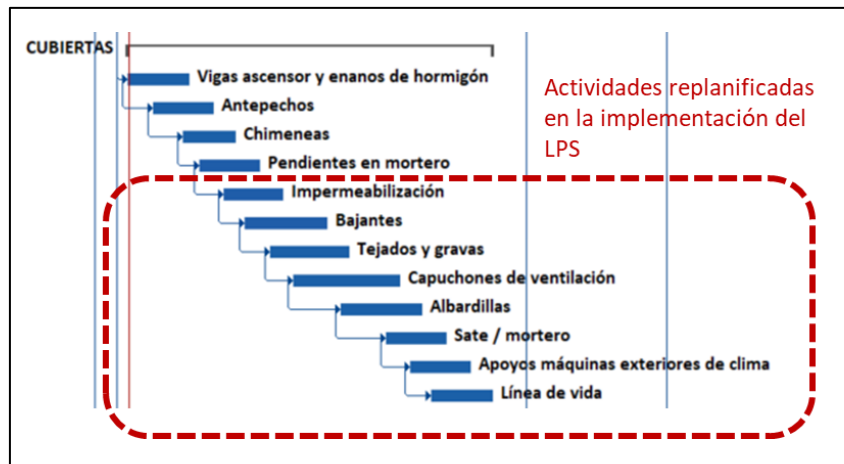 CUBIERTAS
Vigas ascensor y enanos de hormigón
Antepechos
Chimeneas
Pendientes en mortero
Impermeabilización
Bajantes
Tejados y gravas
Capuchones de ventilación
Albardillas
Sate / mortero
Apoyos máquinas exteriores de clima
Línea de vida
Actividades replanificadas
en la implementación del
LPS